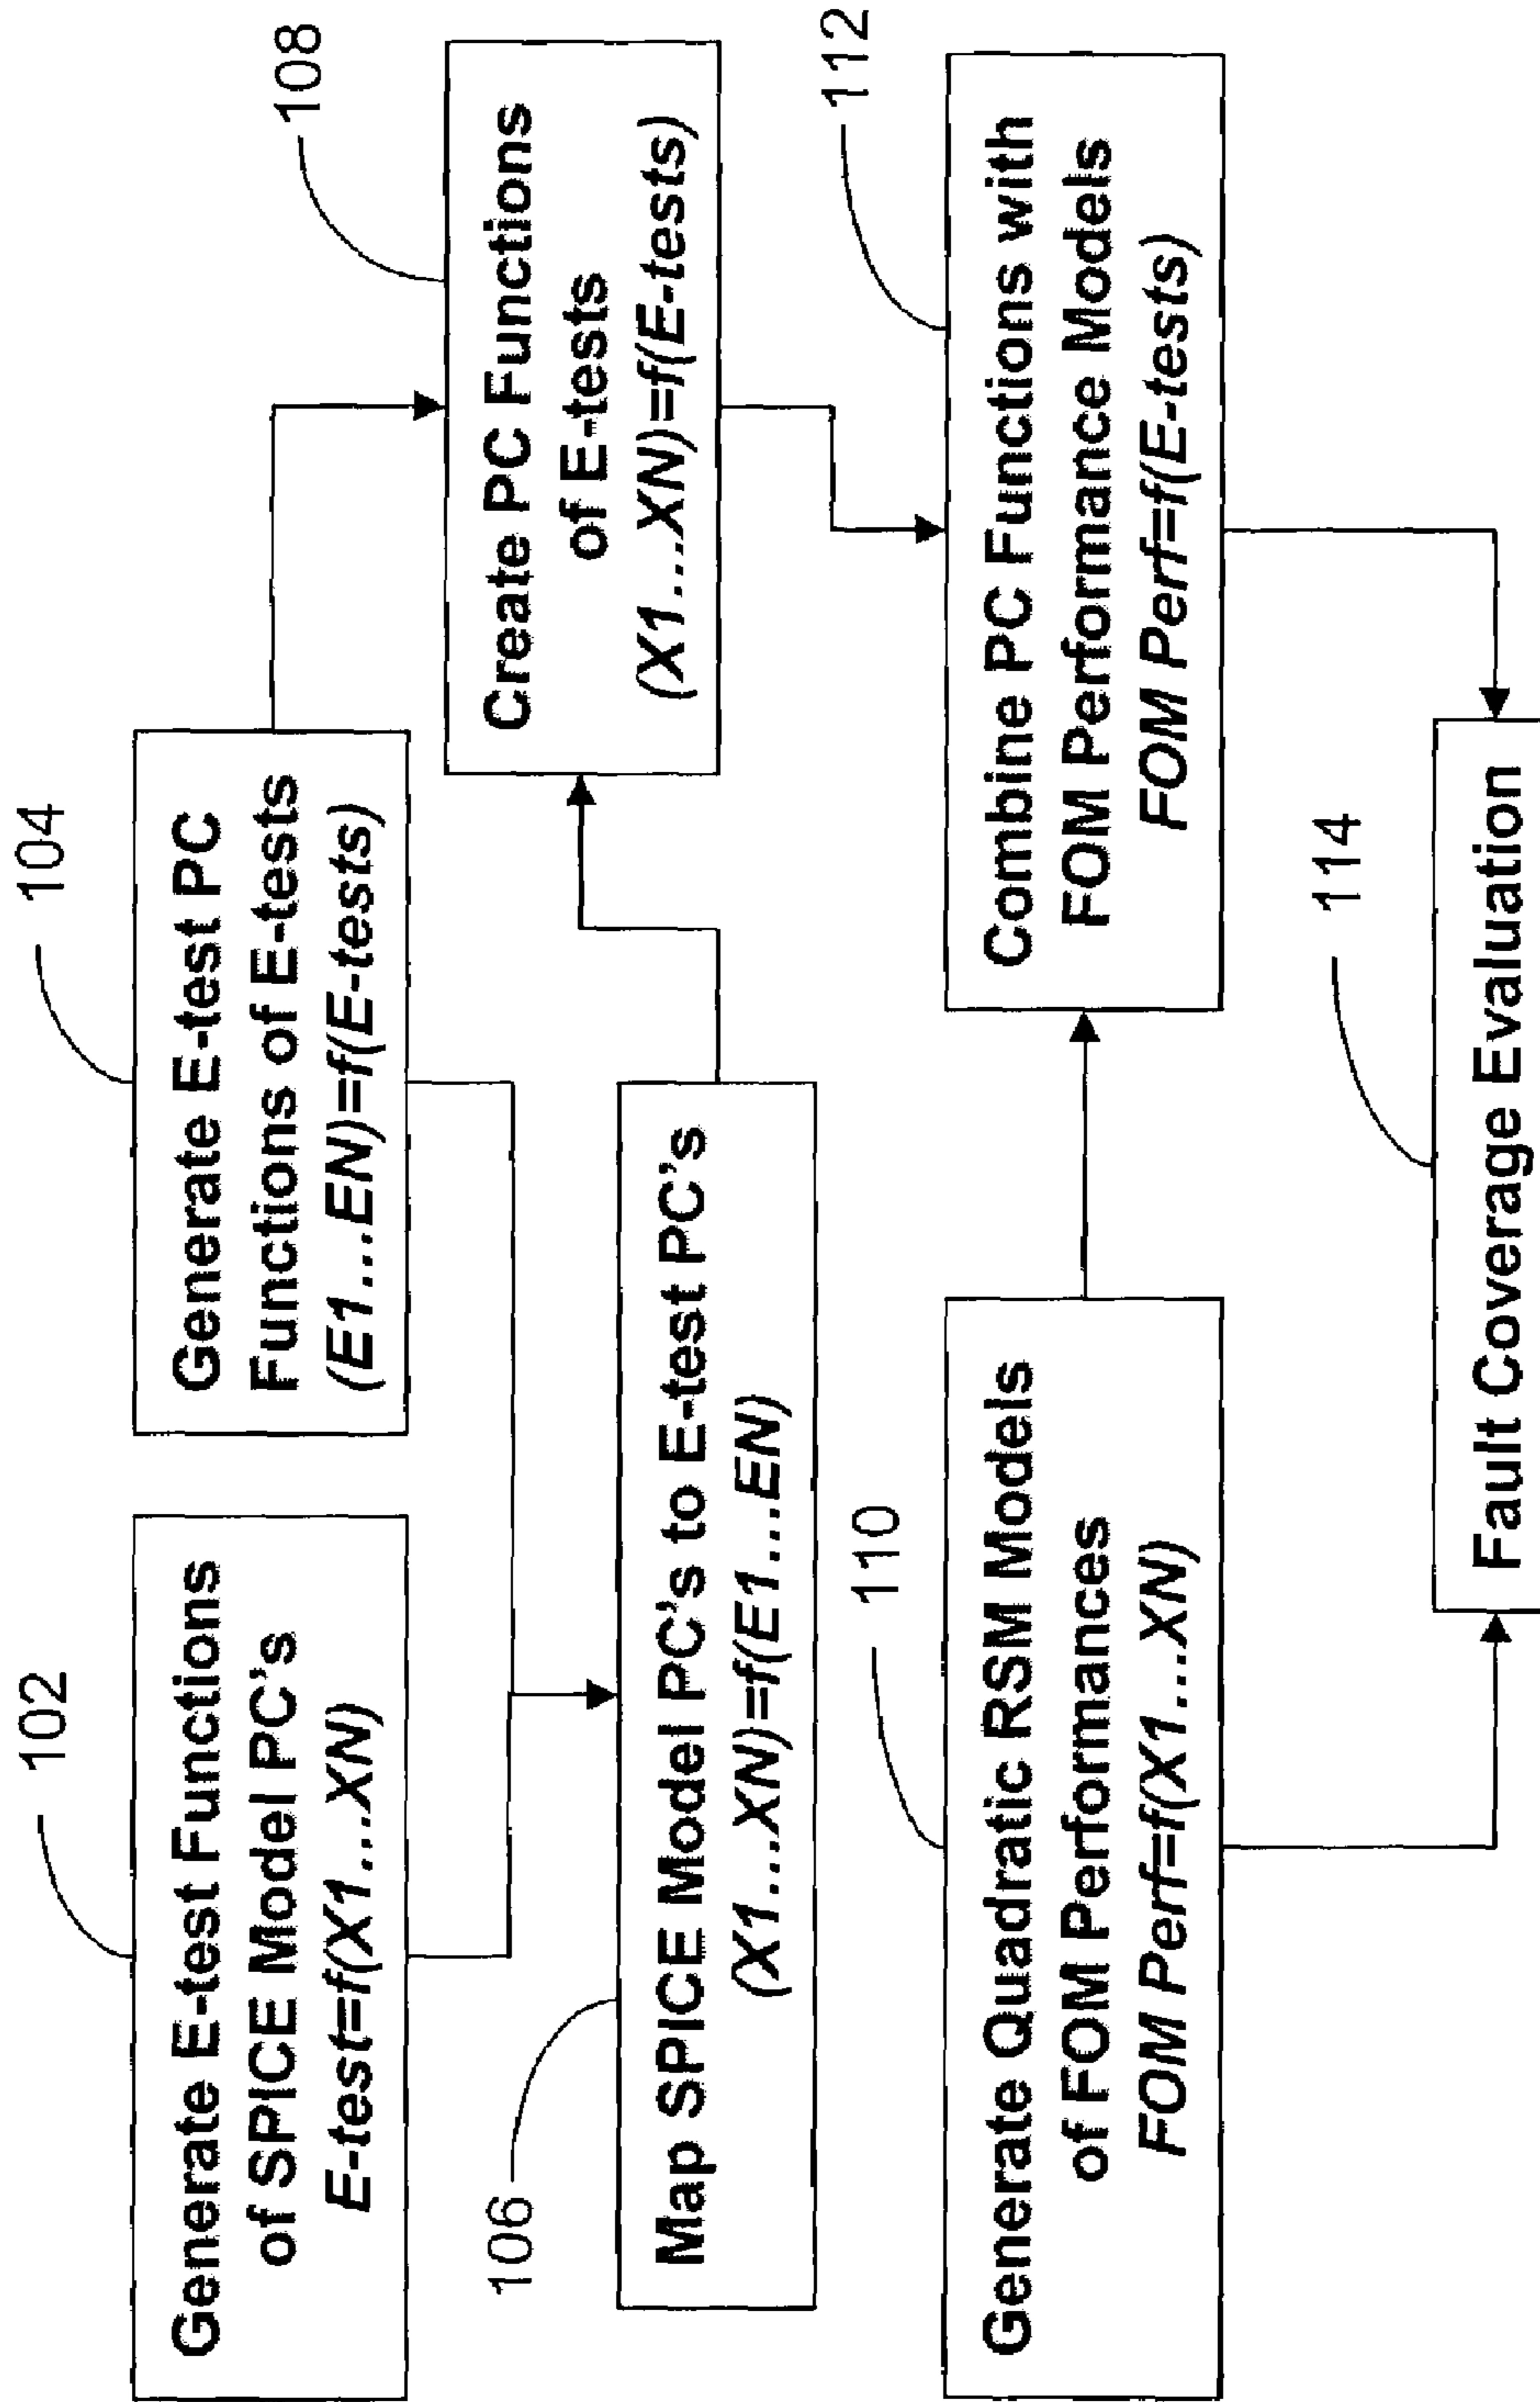 102
Generate E-test Functions
of SPICE Model PC's
E-test=f(X1...XN)
104
Generate E-test PC
Functions of E-tests
(E1...EN)=f(E-tests)
106
Map SPICE Model PC's to E-test PC's
(X1...XN)=f(E1...EN)
108
Create PC Functions
of E-tests
(X1...XN)=f(E-tests)
110
Generate Quadratic RSM Models
of FOM Performances
FOM Perf=f(X1...XN)
112
Combine PC Functions with
FOM Performance Models
FOM Perf=f(E-tests)
114
Fault Coverage Evaluation